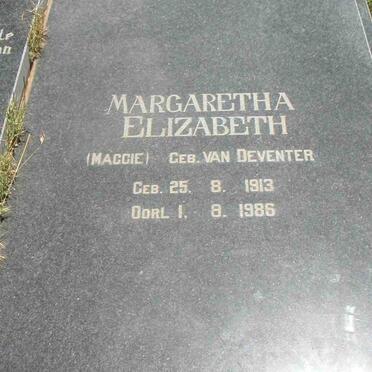 MARGARETHA
ELIZABETH
(MAGGIE) GEB. VAN DEVENTER
GEB. 25. 8. 1913
OORL 1. 8. 1986